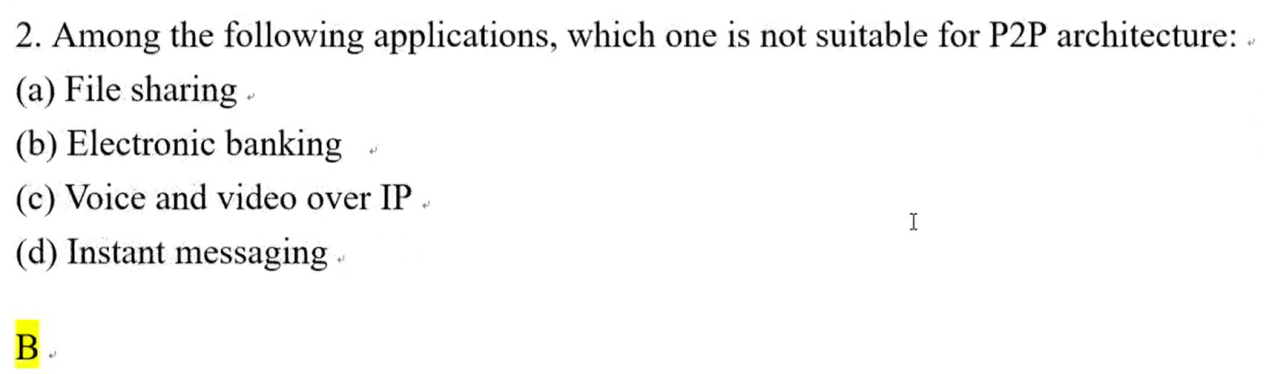 2. Among the following applications, which one is not suitable for P2P architecture:
(a) File sharing
(b) Electronic banking
(c) Voice and video over IP
(d) Instant messaging
B